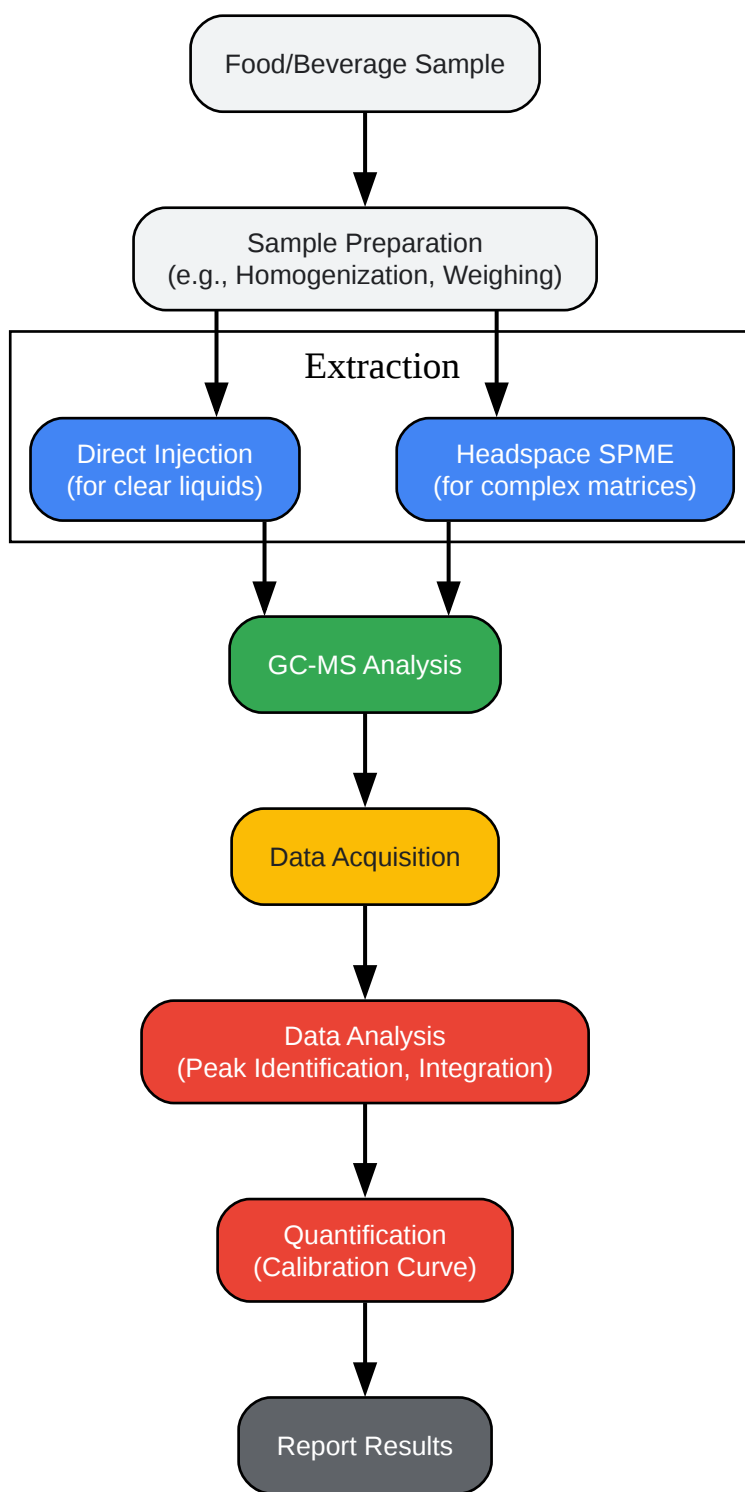 Food/Beverage Sample
Sample Preparation
(e.g., Homogenization, Weighing)
Extraction
Direct Injection
(for clear liquids)
Headspace SPME
(for complex matrices)
GC-MS Analysis
Data Acquisition
Data Analysis
(Peak Identification, Integration)
Quantification
(Calibration Curve)
Report Results